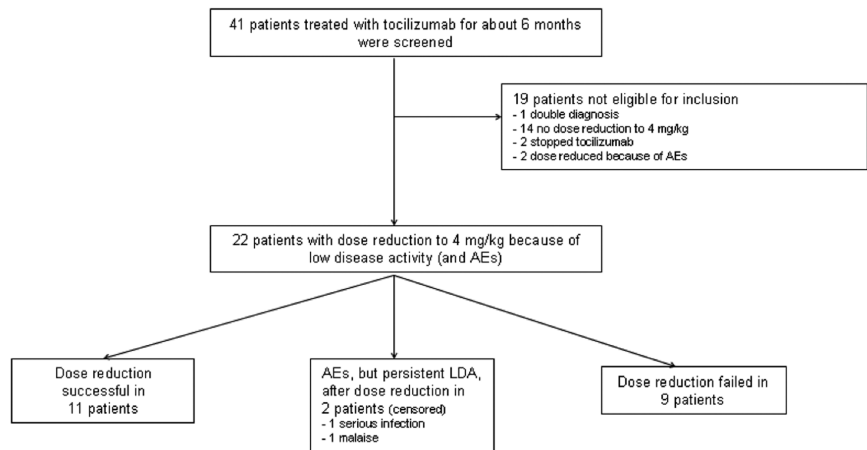 41 patients treated with tocilizumab for about 6 months
were screened
19 patients not eligible for inclusion
- 1 double diagnosis
- 14 no dose reduction to 4 mg/kg
- 2 stopped tocilizumab
- 2 dose reduced because of AEs
22 patients with dose reduction to 4 mg/kg because of
low disease activity (and AEs)
Dose reduction
successful in
11 patients
AEs, but persistent LDA,
after dose reduction in
2 patients (censored)
- 1 serious infection
- 1 malaise
Dose reduction failed in
9 patients